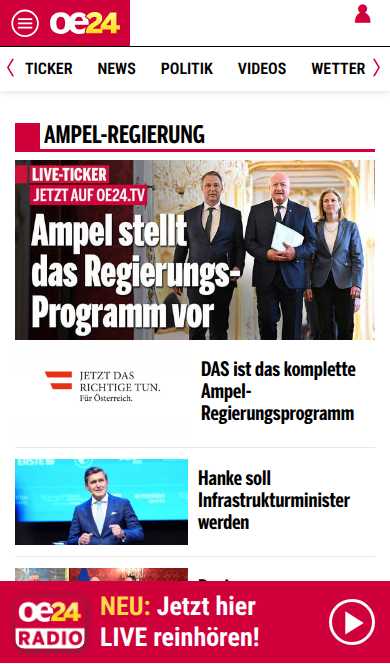 oe24
TICKER NEWS POLITIK VIDEOS WETTER
AMPEL-REGIERUNG
LIVE-TICKER
JETZT AUF OE24.TV
Ampel stellt
das Regierungs-
Programm vor
JETZT DAS
RICHTIGE TUN.
Für Österreich.
DAS ist das komplette
Ampel-
Regierungsprogramm
Hanke soll
Infrastrukturminister
werden
oe24
RADIO
NEU: Jetzt hier
LIVE reinhören!